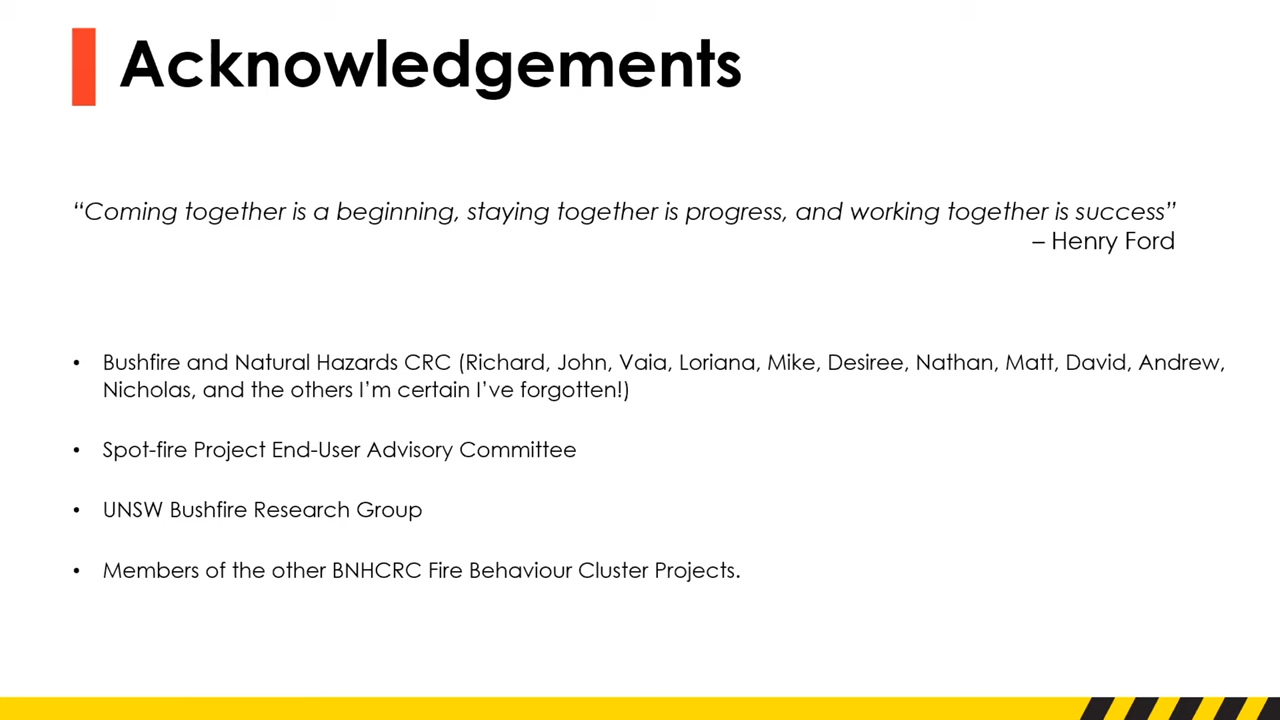 Acknowledgements
“Coming together is a beginning, staying together is progress, and working together is success”
– Henry Ford
• Bushfire and Natural Hazards CRC (Richard, John, Vaia, Loriana, Mike, Desiree, Nathan, Matt, David, Andrew,
Nicholas, and the others I’m certain I’ve forgotten!)
• Spot-fire Project End-User Advisory Committee
• UNSW Bushfire Research Group
• Members of the other BNHCRC Fire Behaviour Cluster Projects.